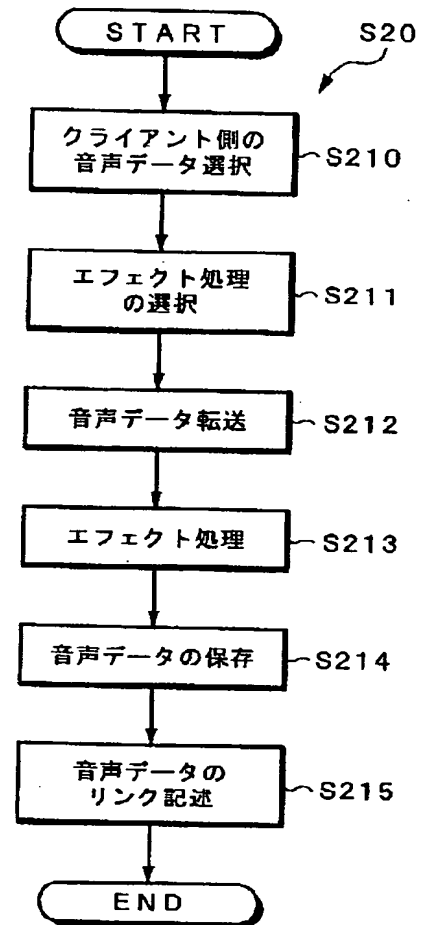 START
S20
クライアント側の
音声データ選択
S210
エフェクト処理
の選択
S211
音声データ転送
S212
エフェクト処理
S213
音声データの保存
S214
音声データの
リンク記述
S215
END